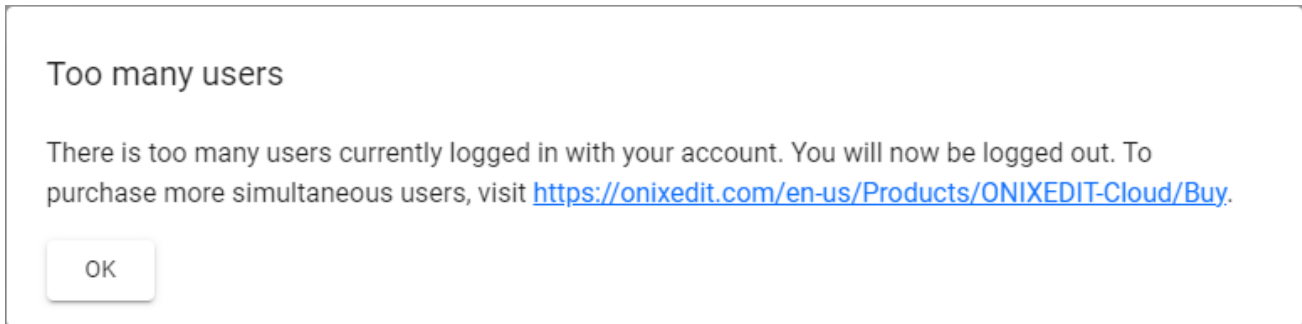 Too many users
There is too many users currently logged in with your account. You will now be logged out. To
purchase more simultaneous users, visit https://onixedit.com/en-us/Products/ONIXEDIT-Cloud/Buy.
OK